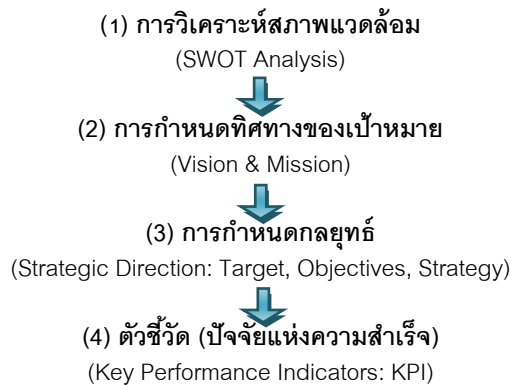 (1) การวิเคราะห์สภาพแวดล้อม
(SWOT Analysis)
(2) การกำหนดทิศทางของเป้าหมาย
(Vision & Mission)
(3) การกำหนดกลยุทธ์
(Strategic Direction: Target, Objectives, Strategy)
(4) ตัวชี้วัด (ปัจจัยแห่งความสำเร็จ)
(Key Performance Indicators: KPI)